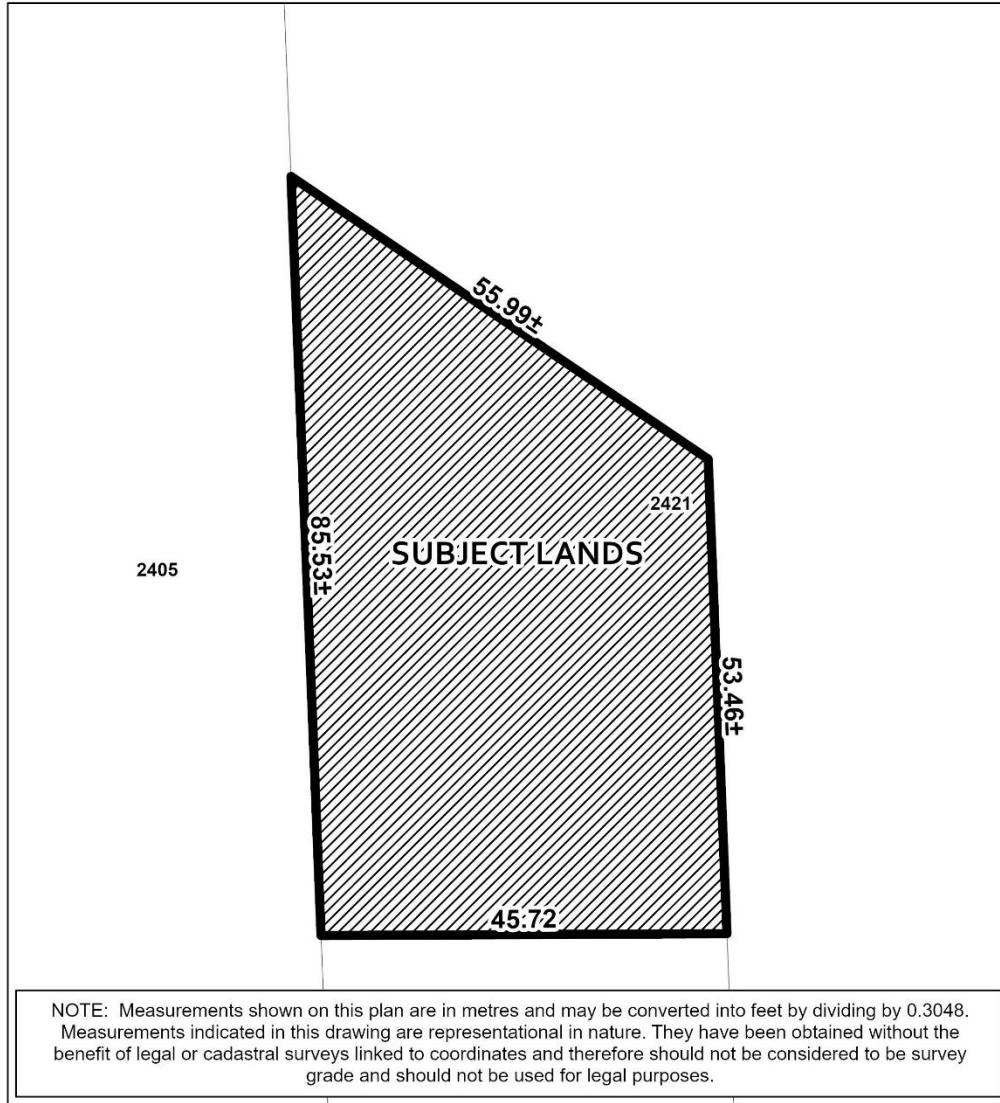 55.99±
2421
SUBJECT LANDS
85.53±
2405
53.46±
45.72
NOTE:  Measurements shown on this plan are in metres and may be converted into feet by dividing by 0.3048.
Measurements indicated in this drawing are representational in nature. They have been obtained without the
benefit of legal or cadastral surveys linked to coordinates and therefore should not be considered to be survey
grade and should not be used for legal purposes.